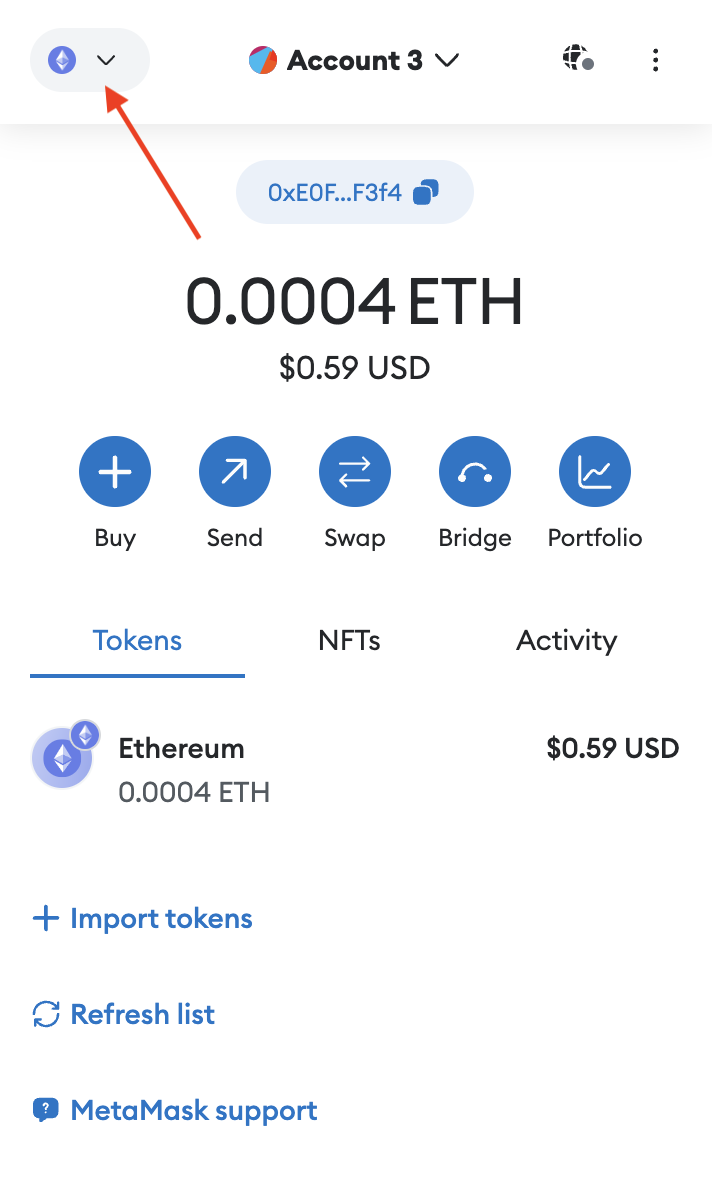 Account 3
0xE0F...F3f4
0.0004 ETH
$0.59 USD
Buy Send Swap Bridge Portfolio
Tokens NFTs Activity
Ethereum $0.59 USD
0.0004 ETH
Import tokens
Refresh list
? MetaMask support